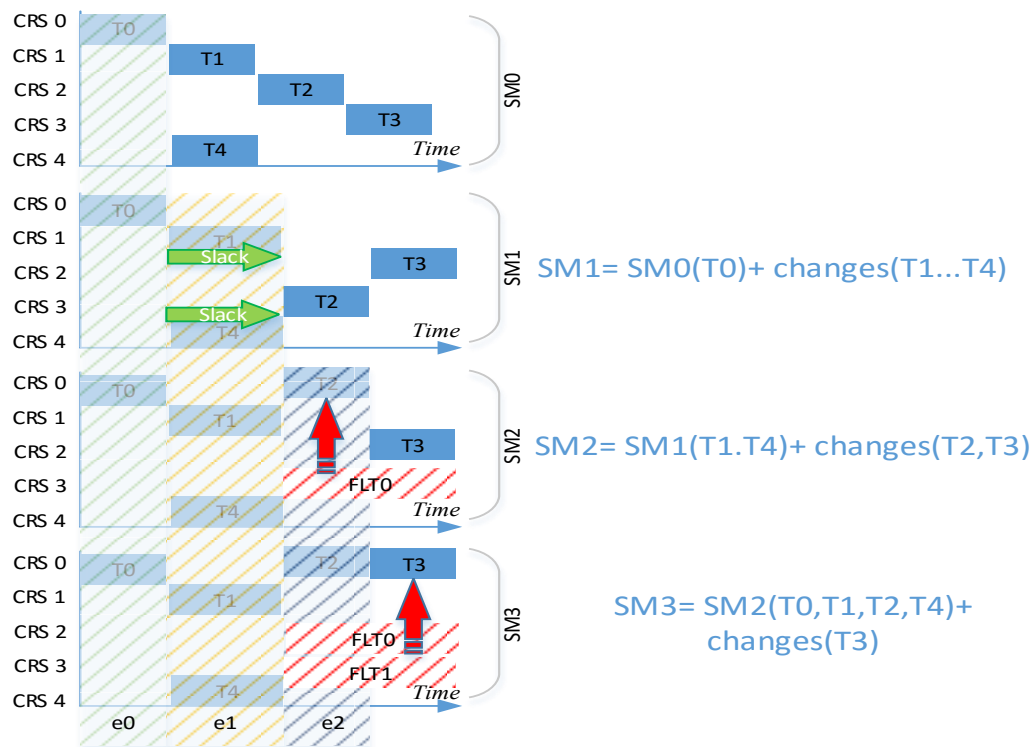 CRS 0
T0
CRS 1
T1
CRS 2
T2
CRS 3
T3
CRS 4
T4
Time
SM0
CRS 0
T0
CRS 1
T1
Slack
CRS 2
T3
CRS 3
T2
Slack
CRS 4
T4
Time
SM1
SM1= SM0(T0)+ changes(T1...T4)
CRS 0
T0
T2
CRS 1
T1
CRS 2
T3
CRS 3
FLT0
CRS 4
T4
Time
SM2
SM2= SM1(T1.T4)+ changes(T2,T3)
CRS 0
T0
T2
T3
CRS 1
T1
CRS 2
FLT0
CRS 3
FLT1
CRS 4
T4
Time
SM3
SM3= SM2(T0,T1,T2,T4)+
changes(T3)
e0
e1
e2